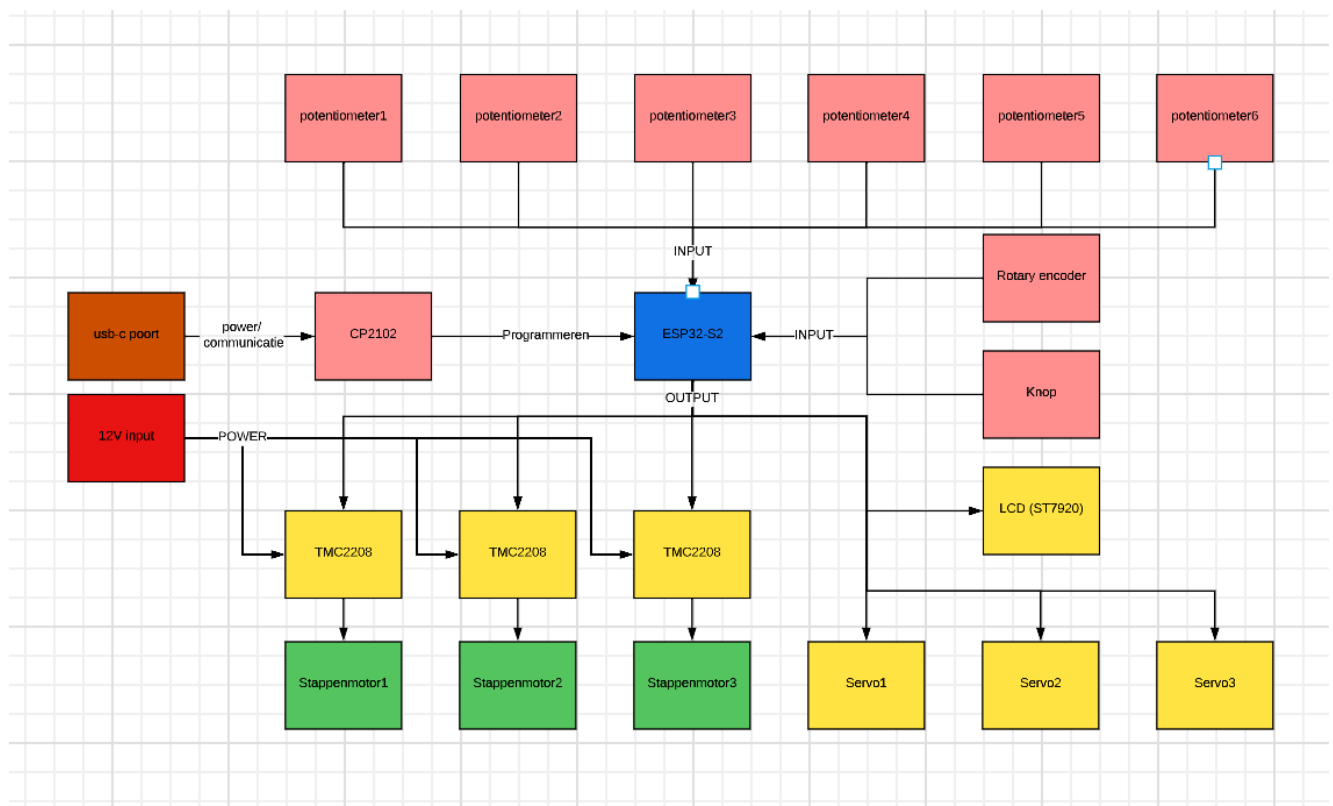 potentiometer1
potentiometer2
potentiometer3
potentiometer4
potentiometer5
potentiometer6
INPUT
Rotary encoder
usb-c poort
power/
communicatie
CP2102
Programmeren
ESP32-S2
INPUT
Knop
OUTPUT
12V input
POWER
LCD (ST7920)
TMC2208
TMC2208
TMC2208
Stappenmotor1
Stappenmotor2
Stappenmotor3
Servo1
Servo2
Servo3